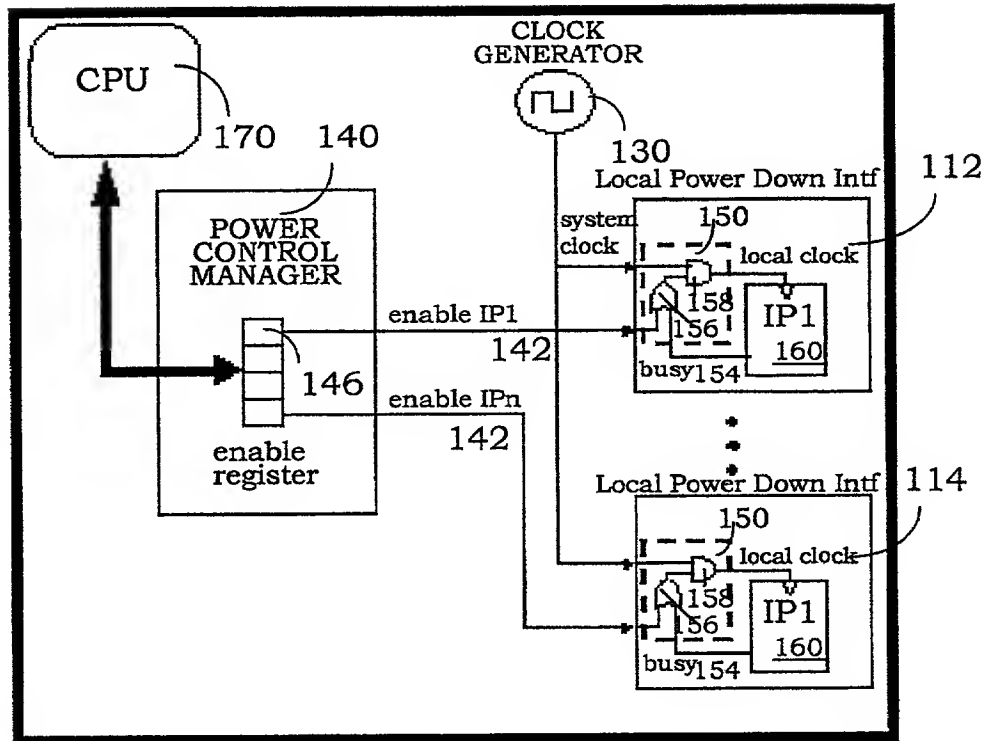 CPU
170
CLOCK
GENERATOR
130
140
POWER
CONTROL
MANAGER
146
enable
register
enable IP1
142
enable IPn
142
Local Power Down Intf
112
system
clock
150
local clock
158
156
IP1
160
busy 154
Local Power Down Intf
114
150
local clock
158
156
IP1
160
busy 154